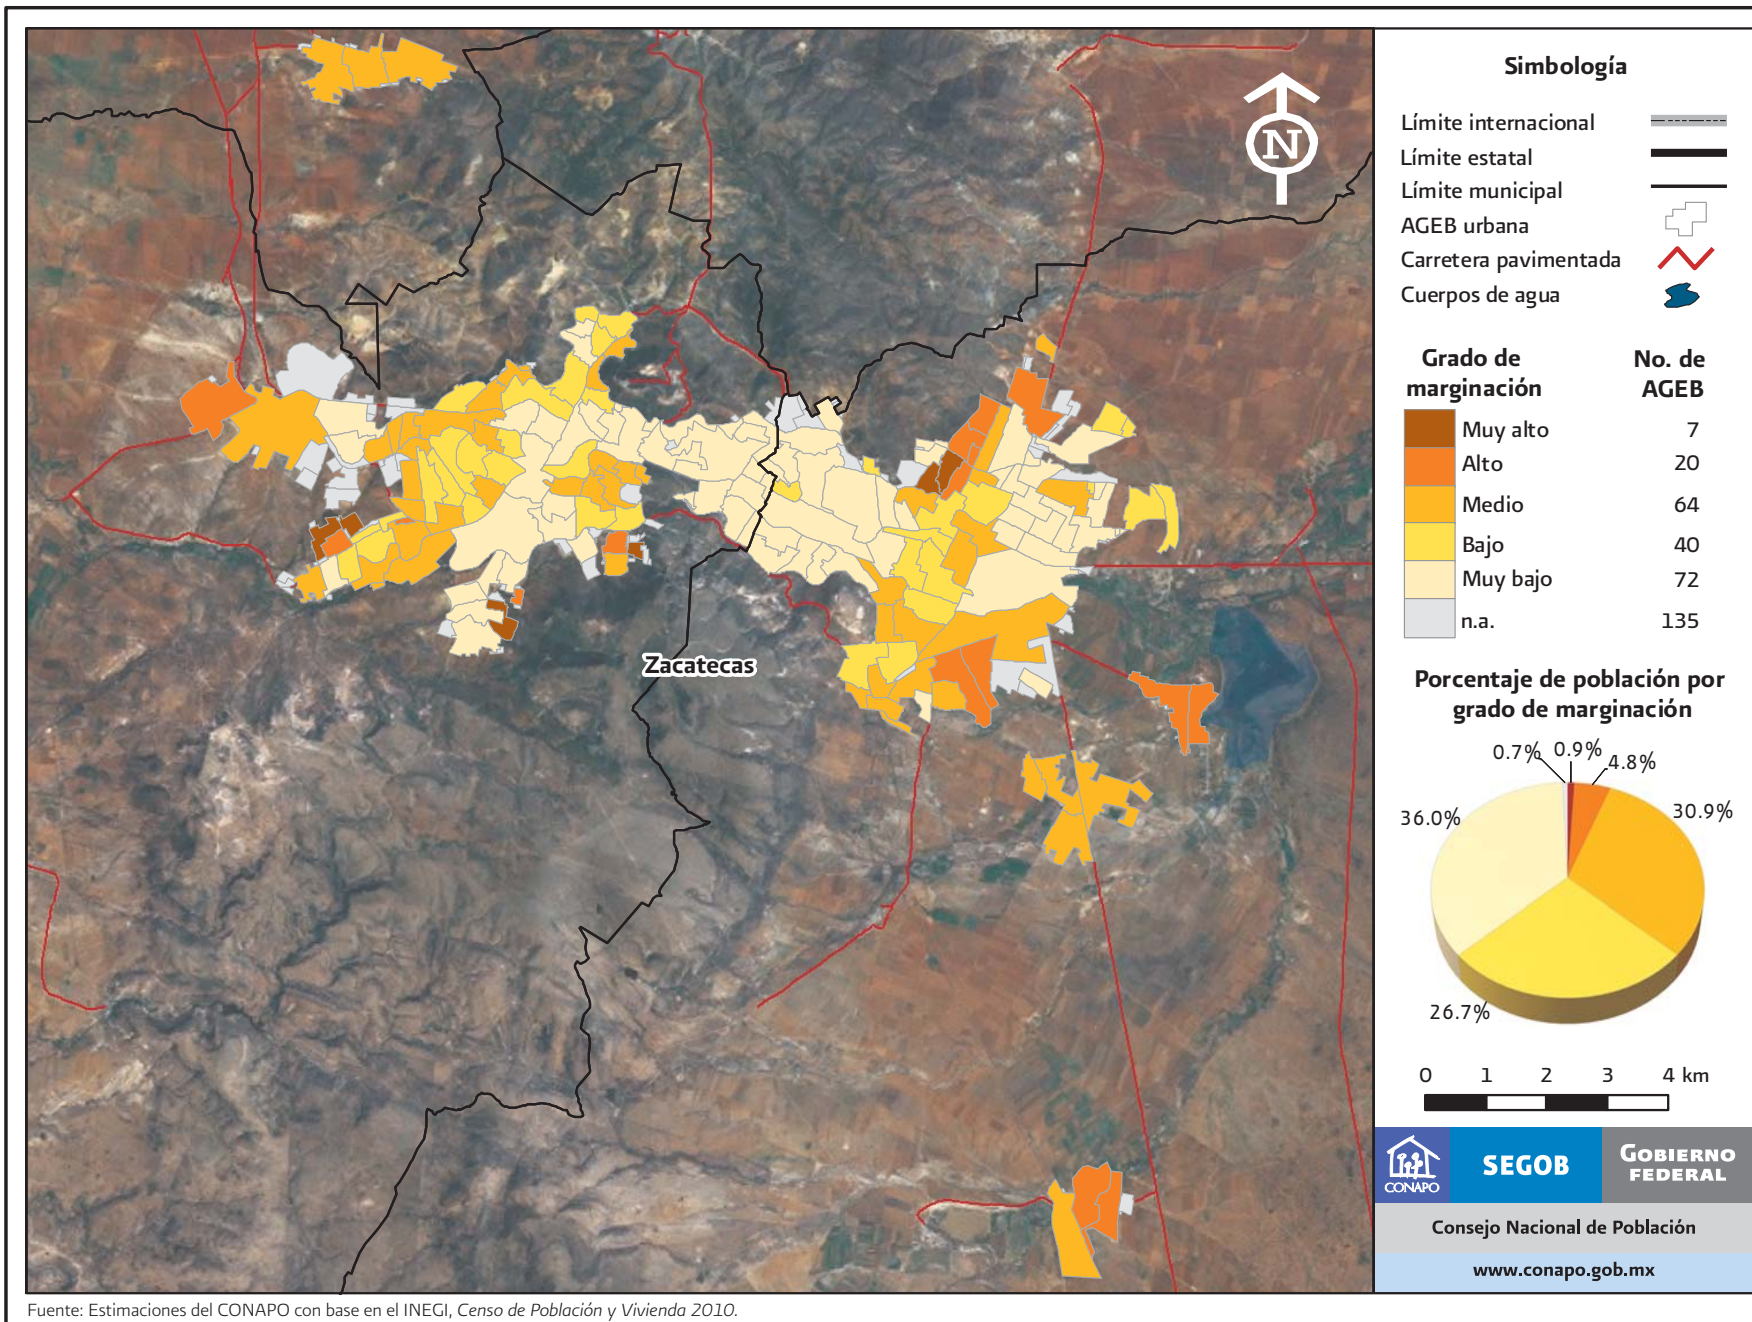 Simbología
Límite internacional
Límite estatal
Límite municipal
AGEB urbana
Carretera pavimentada
Cuerpos de agua
Grado de marginación
No. de AGEB
Muy alto 7
Alto 20
Medio 64
Bajo 40
Muy bajo 72
n.a. 135
Porcentaje de población por
grado de marginación
0.7% 0.9% 4.8%
36.0% 30.9%
26.7%
0 1 2 3 4 km
N
Zacatecas
CONAPO
SEGOB
GOBIERNO
FEDERAL
Consejo Nacional de Población
www.conapo.gob.mx
Fuente: Estimaciones del CONAPO con base en el INEGI, Censo de Población y Vivienda 2010.